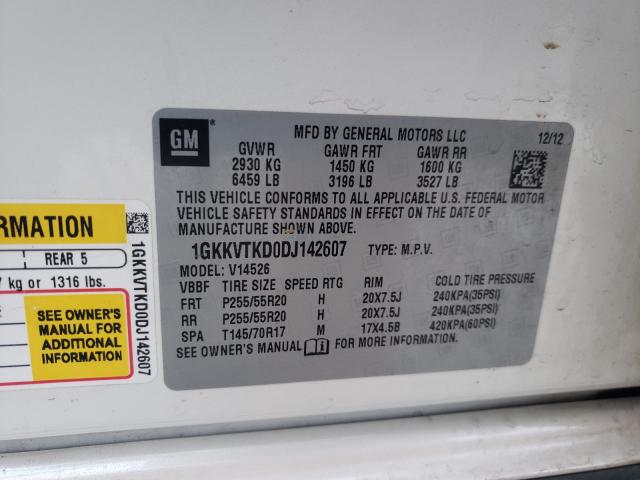 GM ®
MFD BY GENERAL MOTORS LLC 12/12
GVWR GAWR FRT GAWR RR
2930 KG 1450 KG 1600 KG
6459 LB 3196 LB 3527 LB
THIS VEHICLE CONFORMS TO ALL APPLICABLE U.S. FEDERAL MOTOR
VEHICLE SAFETY STANDARDS IN EFFECT ON THE DATE OF
MANUFACTURE SHOWN ABOVE.
1GKKVTKD0DJ142607 TYPE: M.P.V.
MODEL: V14526
VBBF TIRE SIZE SPEED RTG RIM COLD TIRE PRESSURE
FRT P255/55R20 H 20X7.5J 240KPA(35PSI)
RR P255/55R20 H 20X7.5J 240KPA(35PSI)
SPA T145/70R17 M 17X4.5B 420KPA(60PSI)
SEE OWNER'S MANUAL FOR MORE INFORMATION.
REAR 5
kg or 1316 lbs.
SEE OWNER'S
MANUAL FOR
ADDITIONAL
INFORMATION
1GKKVTKD0DJ142607